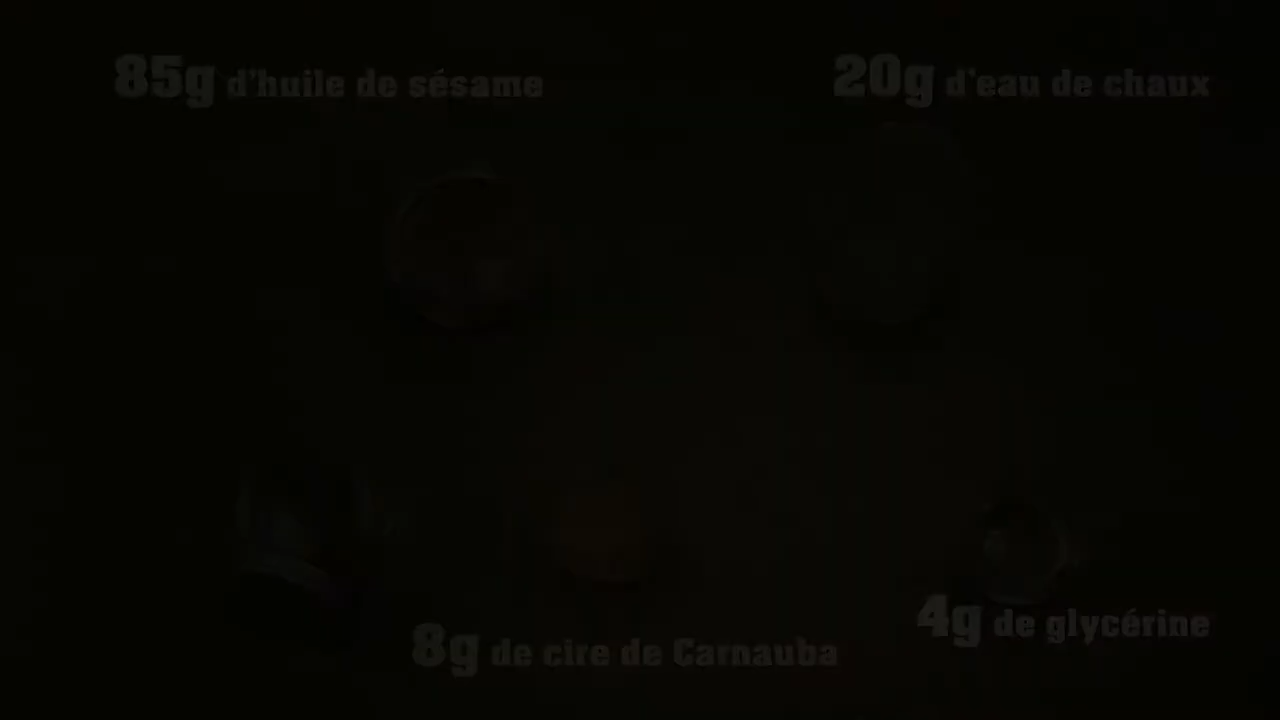 85g d'huile de sésame
20g d'eau de chaux
4g de glycérine
8g de cire de Carnauba